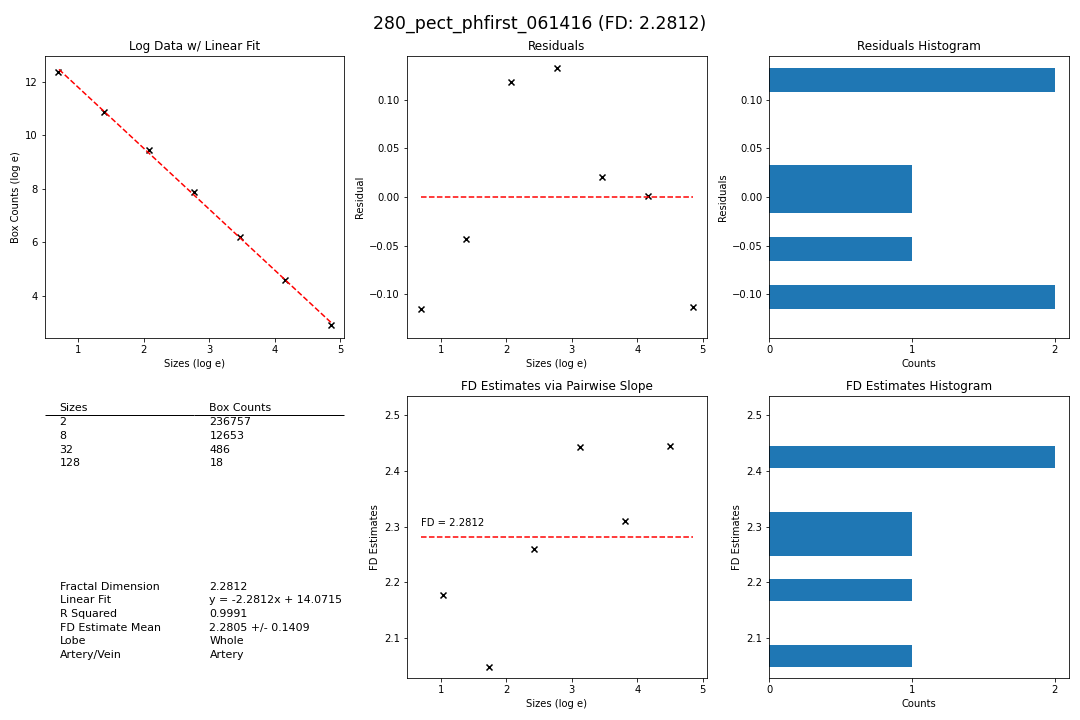 280_pect_phfirst_061416 (FD: 2.2812)
Log Data w/ Linear Fit
12
10
8
6
4
Box Counts (log e)
1 2 3 4 5
Sizes (log e)
Residuals
0.10
0.05
0.00
−0.05
−0.10
Residual
1 2 3 4 5
Sizes (log e)
Residuals Histogram
0.10
0.05
0.00
−0.05
−0.10
Residuals
0 1 2
Counts
Sizes Box Counts
2 236757
8 12653
32 486
128 18
Fractal Dimension 2.2812
Linear Fit y = -2.2812x + 14.0715
R Squared 0.9991
FD Estimate Mean 2.2805 +/- 0.1409
Lobe Whole
Artery/Vein Artery
FD Estimates via Pairwise Slope
2.5
2.4
2.3
2.2
2.1
FD Estimates
FD = 2.2812
1 2 3 4 5
Sizes (log e)
FD Estimates Histogram
2.5
2.4
2.3
2.2
2.1
FD Estimates
0 1 2
Counts